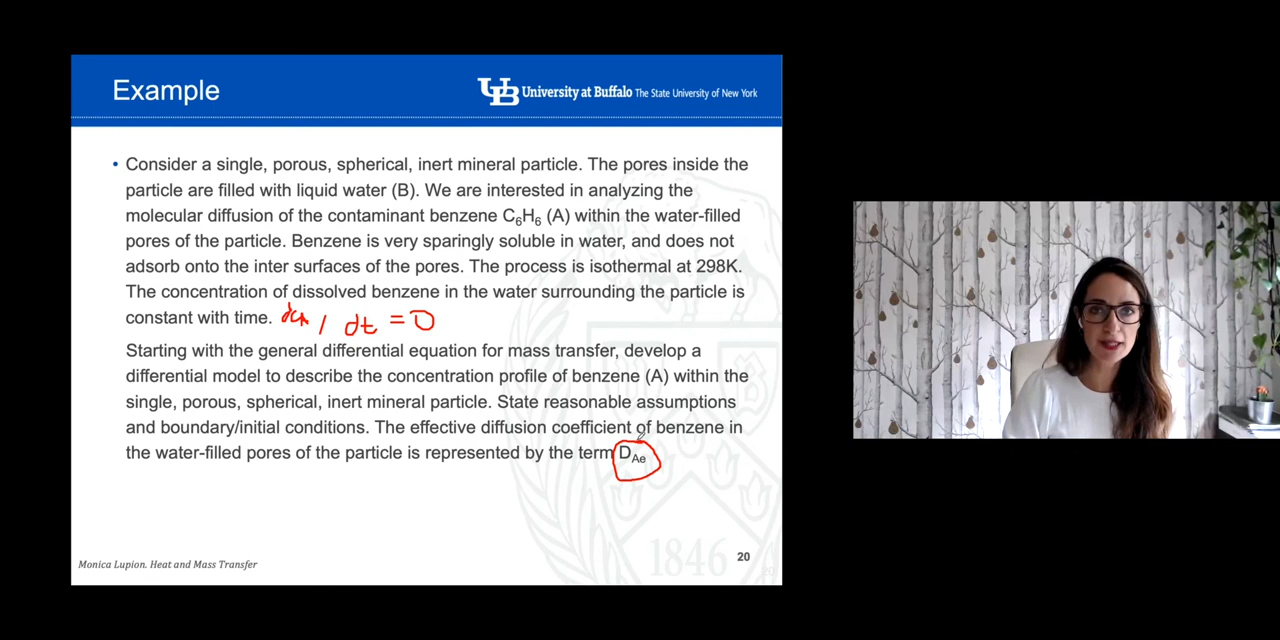 Example
UB University at Buffalo The State University of New York
• Consider a single, porous, spherical, inert mineral particle. The pores inside the
particle are filled with liquid water (B). We are interested in analyzing the
molecular diffusion of the contaminant benzene C₆H₆ (A) within the water-filled
pores of the particle. Benzene is very sparingly soluble in water, and does not
adsorb onto the inter surfaces of the pores. The process is isothermal at 298K.
The concentration of dissolved benzene in the water surrounding the particle is
constant with time. dcA / dt = 0
Starting with the general differential equation for mass transfer, develop a
differential model to describe the concentration profile of benzene (A) within the
single, porous, spherical, inert mineral particle. State reasonable assumptions
and boundary/initial conditions. The effective diffusion coefficient of benzene in
the water-filled pores of the particle is represented by the term D_Ae
1846
Monica Lupion. Heat and Mass Transfer
20
20